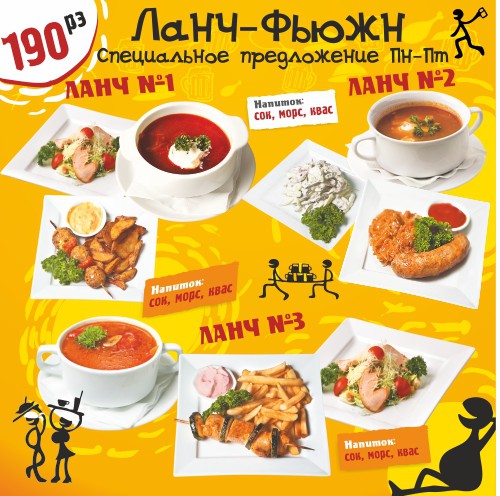 190 РЭ
Ланч-Фьюжн
Специальное предложение Пн-Пт
ЛАНЧ №1
ЛАНЧ №2
Напиток:
сок, морс, квас
Напиток:
сок, морс, квас
ЛАНЧ №3
Напиток:
сок, морс, квас